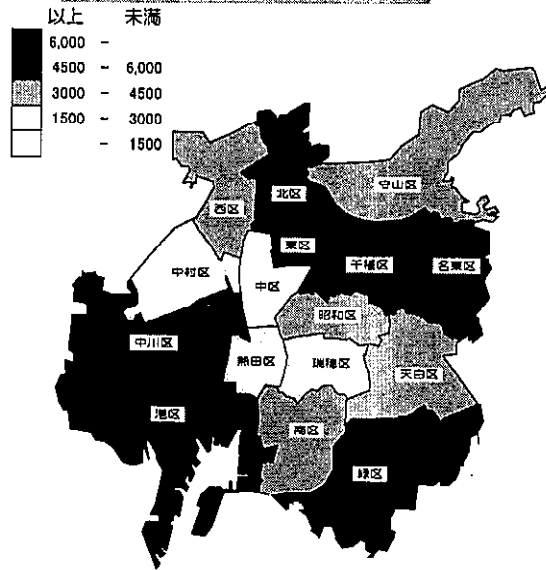 以上 未満
6,000 -
4500 - 6,000
3000 - 4500
1500 - 3000
- 1500
守山区
北区
西区
東区
千種区 名東区
中村区
中区
昭和区
中川区
熱田区 瑞穂区
天白区
港区
南区
緑区